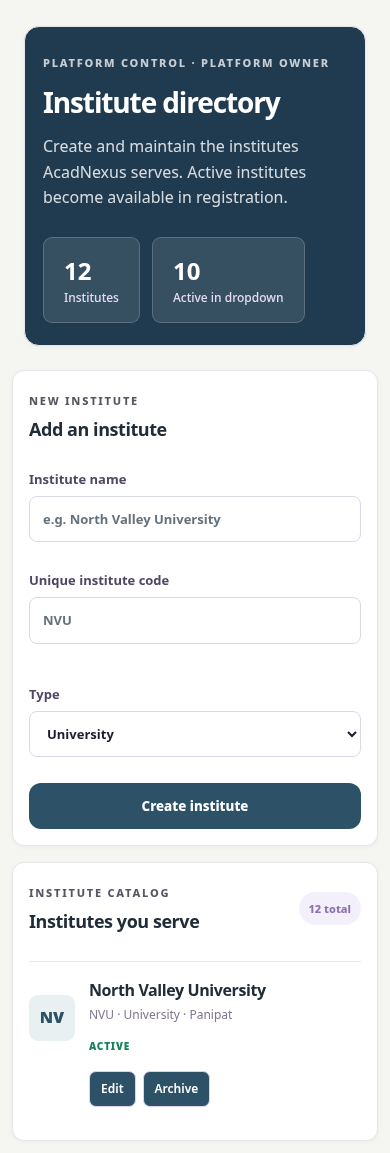 PLATFORM CONTROL · PLATFORM OWNER
Institute directory
Create and maintain the institutes
AcadNexus serves. Active institutes
become available in registration.
12
Institutes
10
Active in dropdown
NEW INSTITUTE
Add an institute
Institute name
e.g. North Valley University
Unique institute code
NVU
Type
University
Create institute
INSTITUTE CATALOG
Institutes you serve
12 total
NV
North Valley University
NVU · University · Panipat
ACTIVE
Edit
Archive